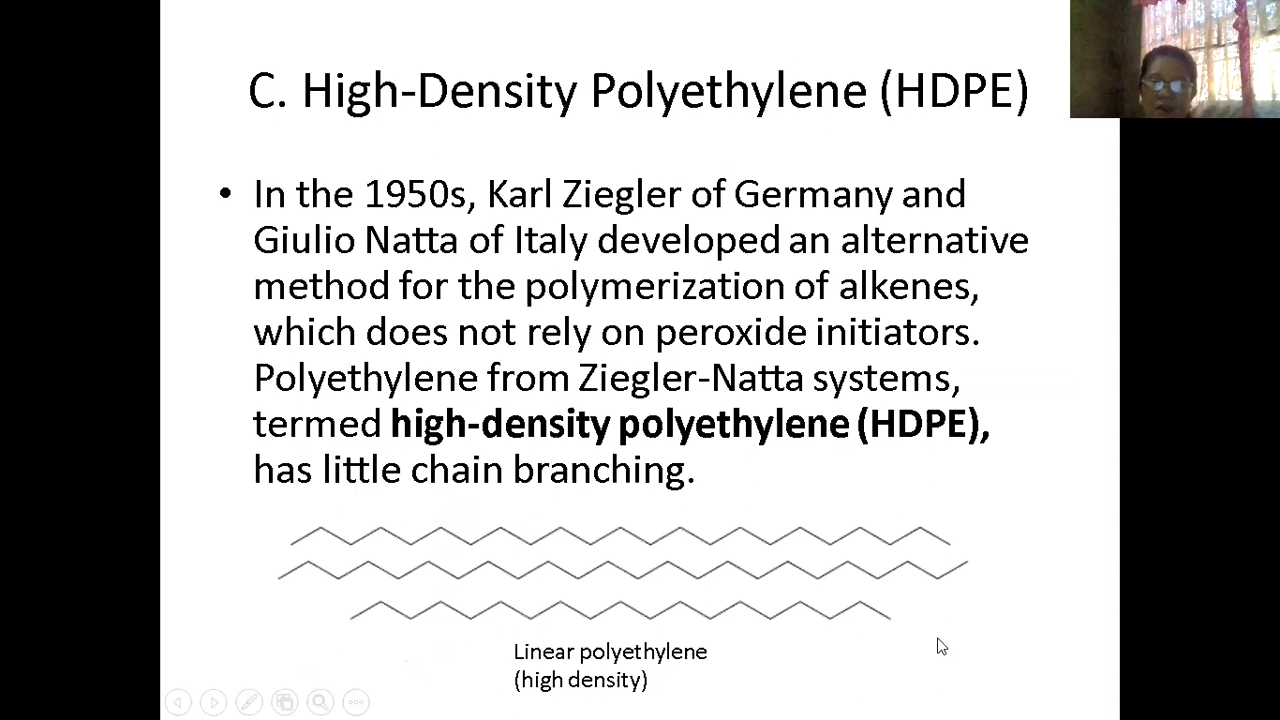 C. High-Density Polyethylene (HDPE)
• In the 1950s, Karl Ziegler of Germany and
Giulio Natta of Italy developed an alternative
method for the polymerization of alkenes,
which does not rely on peroxide initiators.
Polyethylene from Ziegler-Natta systems,
termed high-density polyethylene (HDPE),
has little chain branching.
Linear polyethylene
(high density)